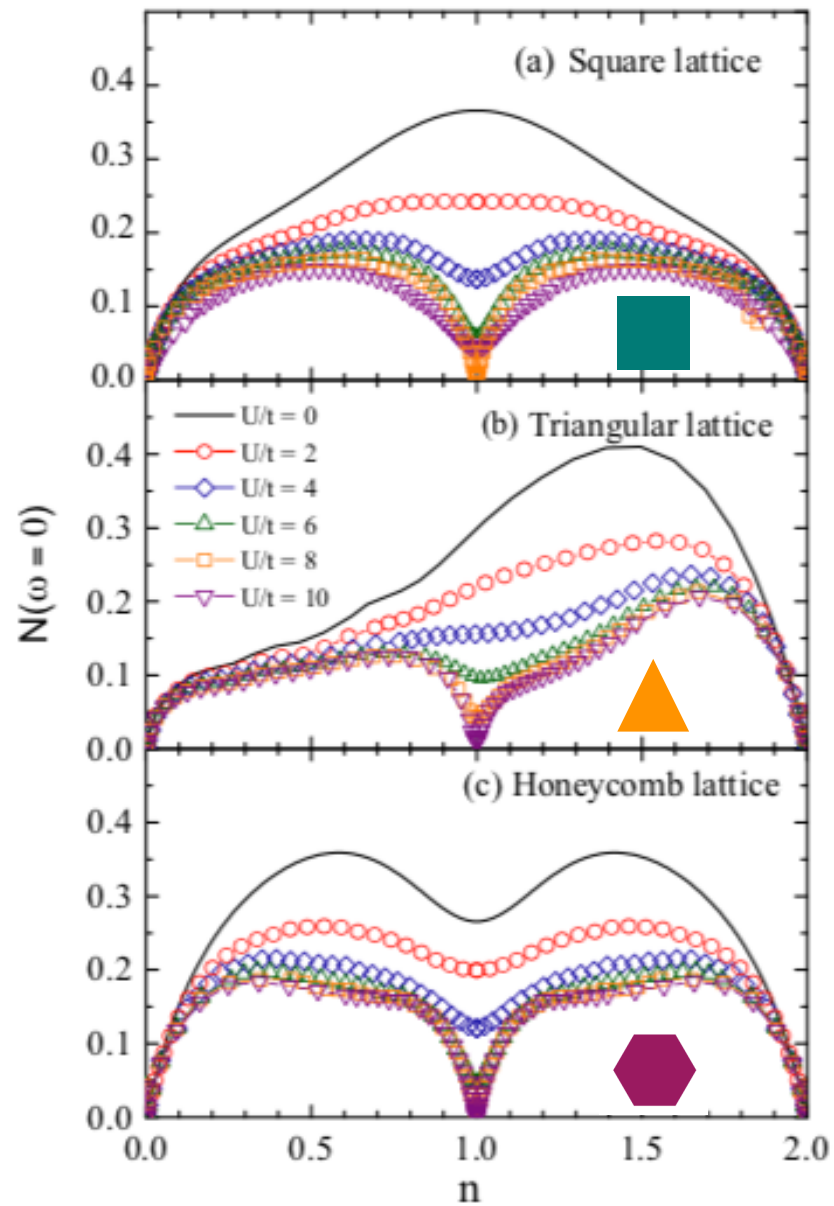 (a) Square lattice
0.4
0.3
0.2
0.1
0.0
(b) Triangular lattice
U/t = 0
U/t = 2
U/t = 4
U/t = 6
U/t = 8
U/t = 10
0.4
0.3
0.2
0.1
0.0
N(ω = 0)
(c) Honeycomb lattice
0.4
0.3
0.2
0.1
0.0
0.0 0.5 1.0 1.5 2.0
n